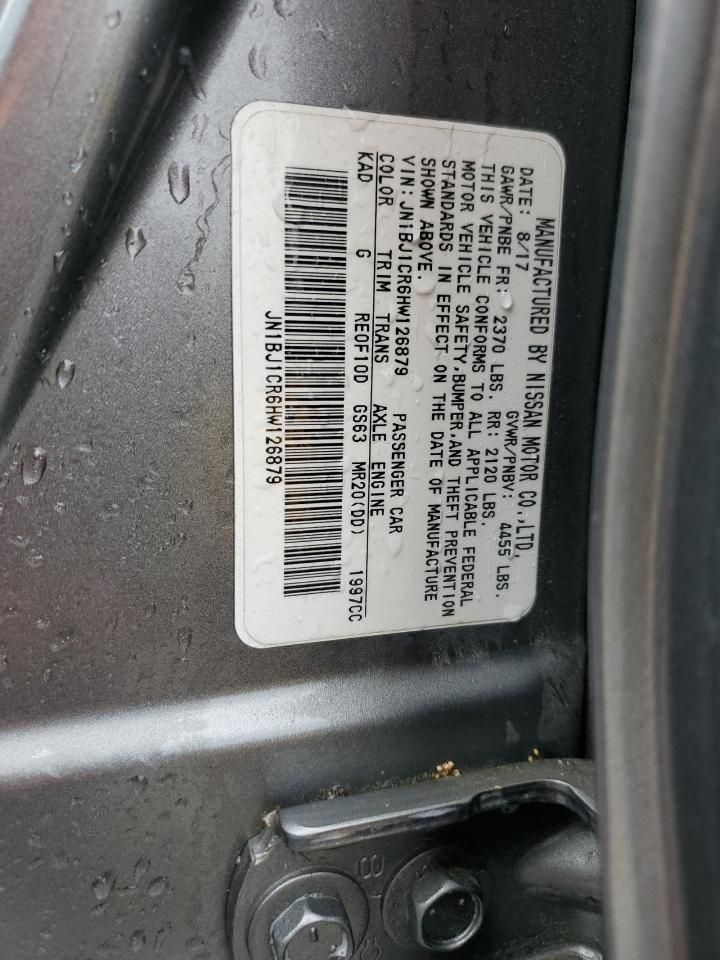 MANUFACTURED BY NISSAN MOTOR CO.,LTD.
DATE: 8/17 GVWR/PNBV: 4455 LBS.
GAWR/PNBE FR: 2370 LBS. RR: 2120 LBS.
THIS VEHICLE CONFORMS TO ALL APPLICABLE FEDERAL
MOTOR VEHICLE SAFETY,BUMPER,AND THEFT PREVENTION
STANDARDS IN EFFECT ON THE DATE OF MANUFACTURE
SHOWN ABOVE.
VIN:JN1BJ1CR6HW126879 PASSENGER CAR
COLOR TRIM TRANS AXLE ENGINE
KAD G RE0F10D GS63 MR20(DD) 1997CC
JN1BJ1CR6HW126879
8